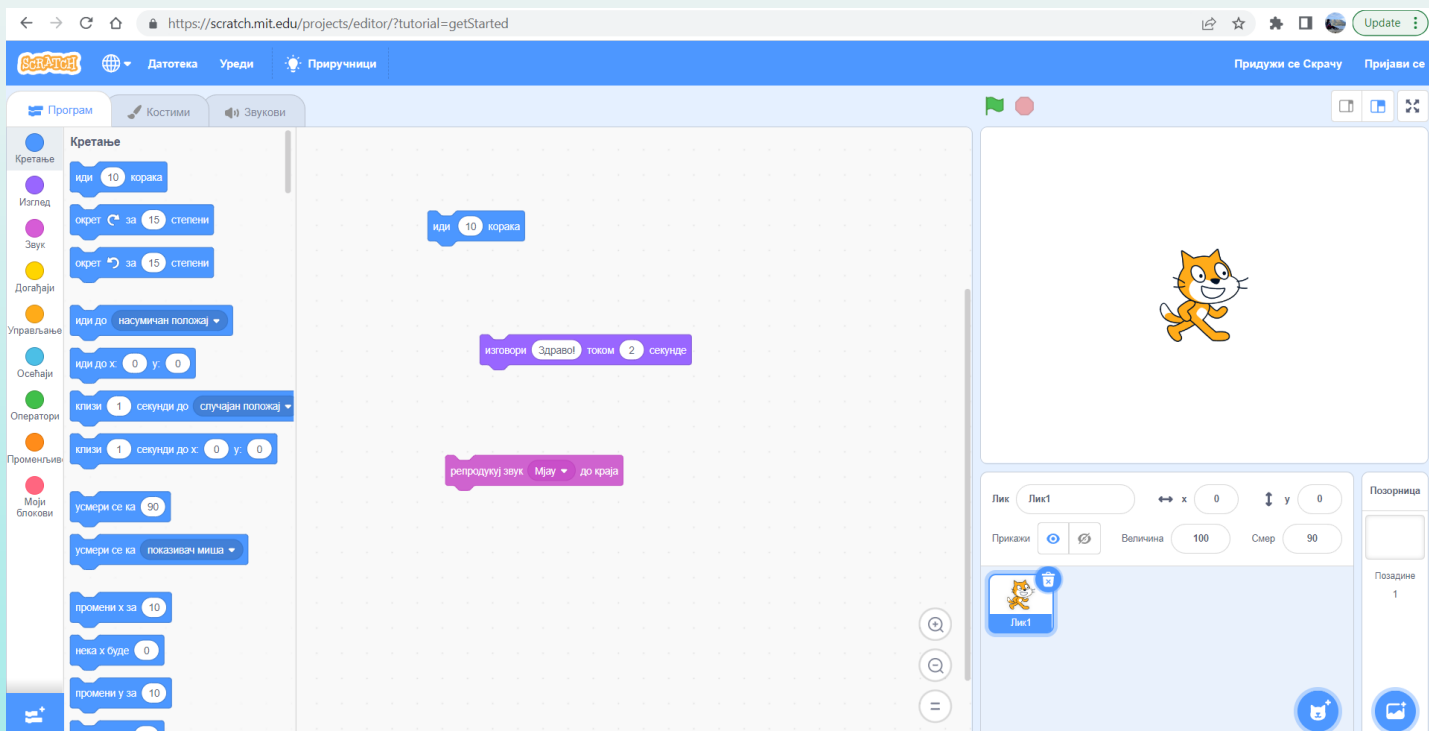 https://scratch.mit.edu/projects/editor/?tutorial=getStarted
Update
SCRATCH
Датотека
Уреди
Приручници
Придужи се Скрачу
Пријави се
Програм
Костими
Звукови
Кретање
Изглед
Звук
Догађаји
Управљање
Осећаји
Оператори
Моји
блокови
Кретање
иди 10 корака
окрет за 15 степени
окрет за 15 степени
иди до насумичан положај
иди до x: 0 y: 0
клизи 1 секунди до случајан положај
клизи 1 секунди до x: 0 y: 0
усмери се ка 90
усмери се ка показивач миша
промени x за 10
нека x буде 0
промени y за 10
иди 10 корака
изговори Здраво! током 2 секунде
репродукуј звук Мјау до краја
Лик Лик1 x 0 y 0
Прикажи Величина 100 Смер 90
Лик1
Позорница
Позадине
1